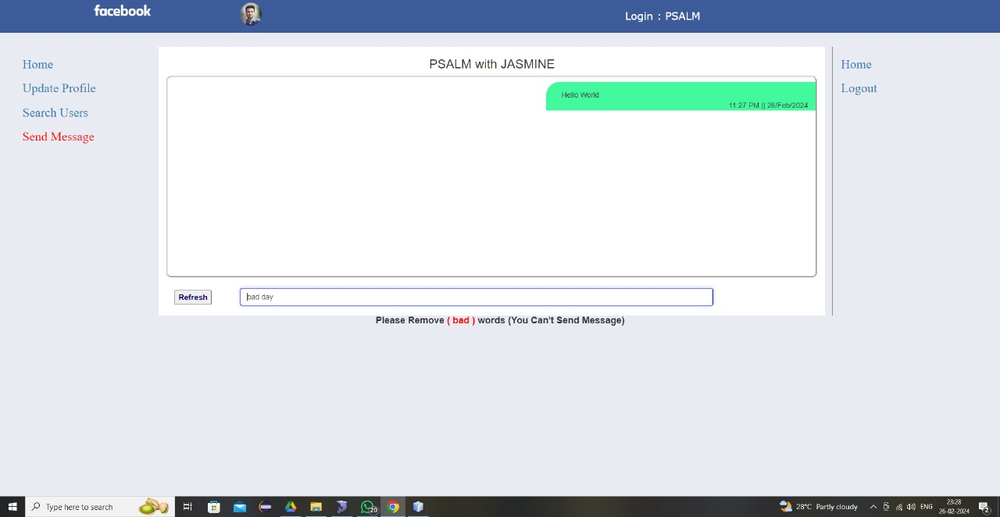 facebook
Login : PSALM
Home
Update Profile
Search Users
Send Message
PSALM with JASMINE
Hello World
11:27 PM || 26/Feb/2024
Refresh
bad day
Please Remove ( bad ) words (You Can't Send Message)
Home
Logout
Type here to search
20
28°C Partly cloudy
ENG
23:28
26-02-2024
2